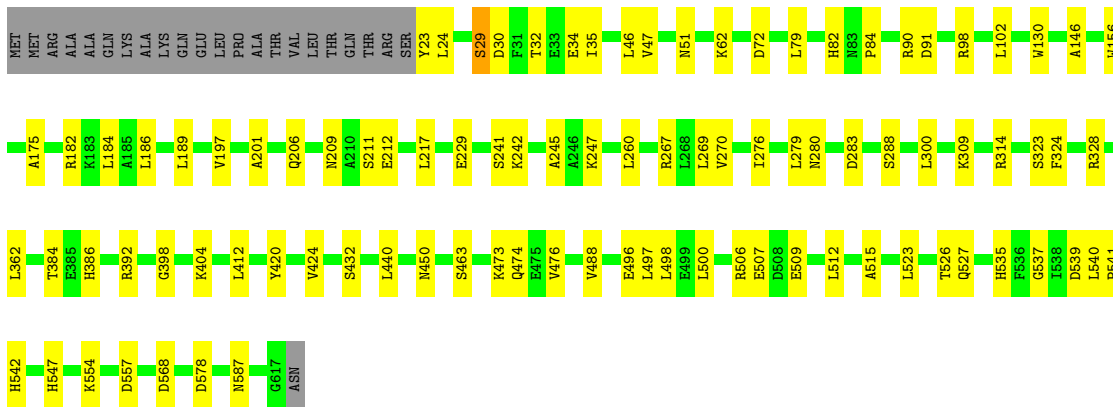 MET MET ARG ALA ALA GLN LYS ALA LYS GLN GLU LEU PRO ALA THR VAL LEU THR GLN THR ARG SER Y23 L24 S29 D30 F31 T32 E33 E34 I35 L46 V47 N51 K62 D72 L79 H82 N83 P84 R90 D91 R98 L102 W130 A146 W156
A175 R182 K183 L184 A185 L186 L189 V197 A201 Q206 N209 A210 S211 E212 L217 E229 S241 K242 A245 A246 K247 L260 R267 L268 L269 V270 I276 L279 N280 D283 S288 L300 K309 R314 S323 F324 R328
L362 T384 E385 H386 R392 G398 K404 L412 Y420 V424 S432 L440 N450 S463 K473 Q474 E475 V476 V488 E496 L497 L498 E499 L500 R506 E507 D508 E509 L512 A515 L523 T526 Q527 H535 F536 G537 I538 D539 L540
H542 H547 K554 D557 D568 D578 N587 G617 ASN